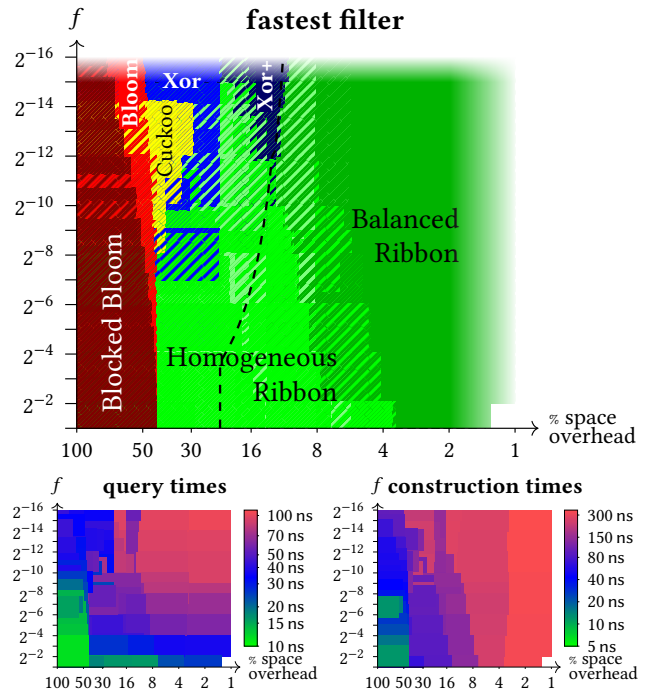 fastest filter
f
2⁻¹⁶
2⁻¹⁴
2⁻¹²
2⁻¹⁰
2⁻⁸
2⁻⁶
2⁻⁴
2⁻²
Blocked Bloom
Bloom
Cuckoo
Xor
Xor+
Balanced
Ribbon
Homogeneous
Ribbon
100 50 30 16 8 4 2 1
% space
overhead
query times
f
2⁻¹⁶
2⁻¹⁴
2⁻¹²
2⁻¹⁰
2⁻⁸
2⁻⁶
2⁻⁴
2⁻²
100 50 30 16 8 4 2 1
% space
overhead
100 ns
70 ns
50 ns
40 ns
30 ns
20 ns
15 ns
10 ns
construction times
f
2⁻¹⁶
2⁻¹⁴
2⁻¹²
2⁻¹⁰
2⁻⁸
2⁻⁶
2⁻⁴
2⁻²
100 50 30 16 8 4 2 1
% space
overhead
300 ns
150 ns
80 ns
40 ns
20 ns
10 ns
5 ns